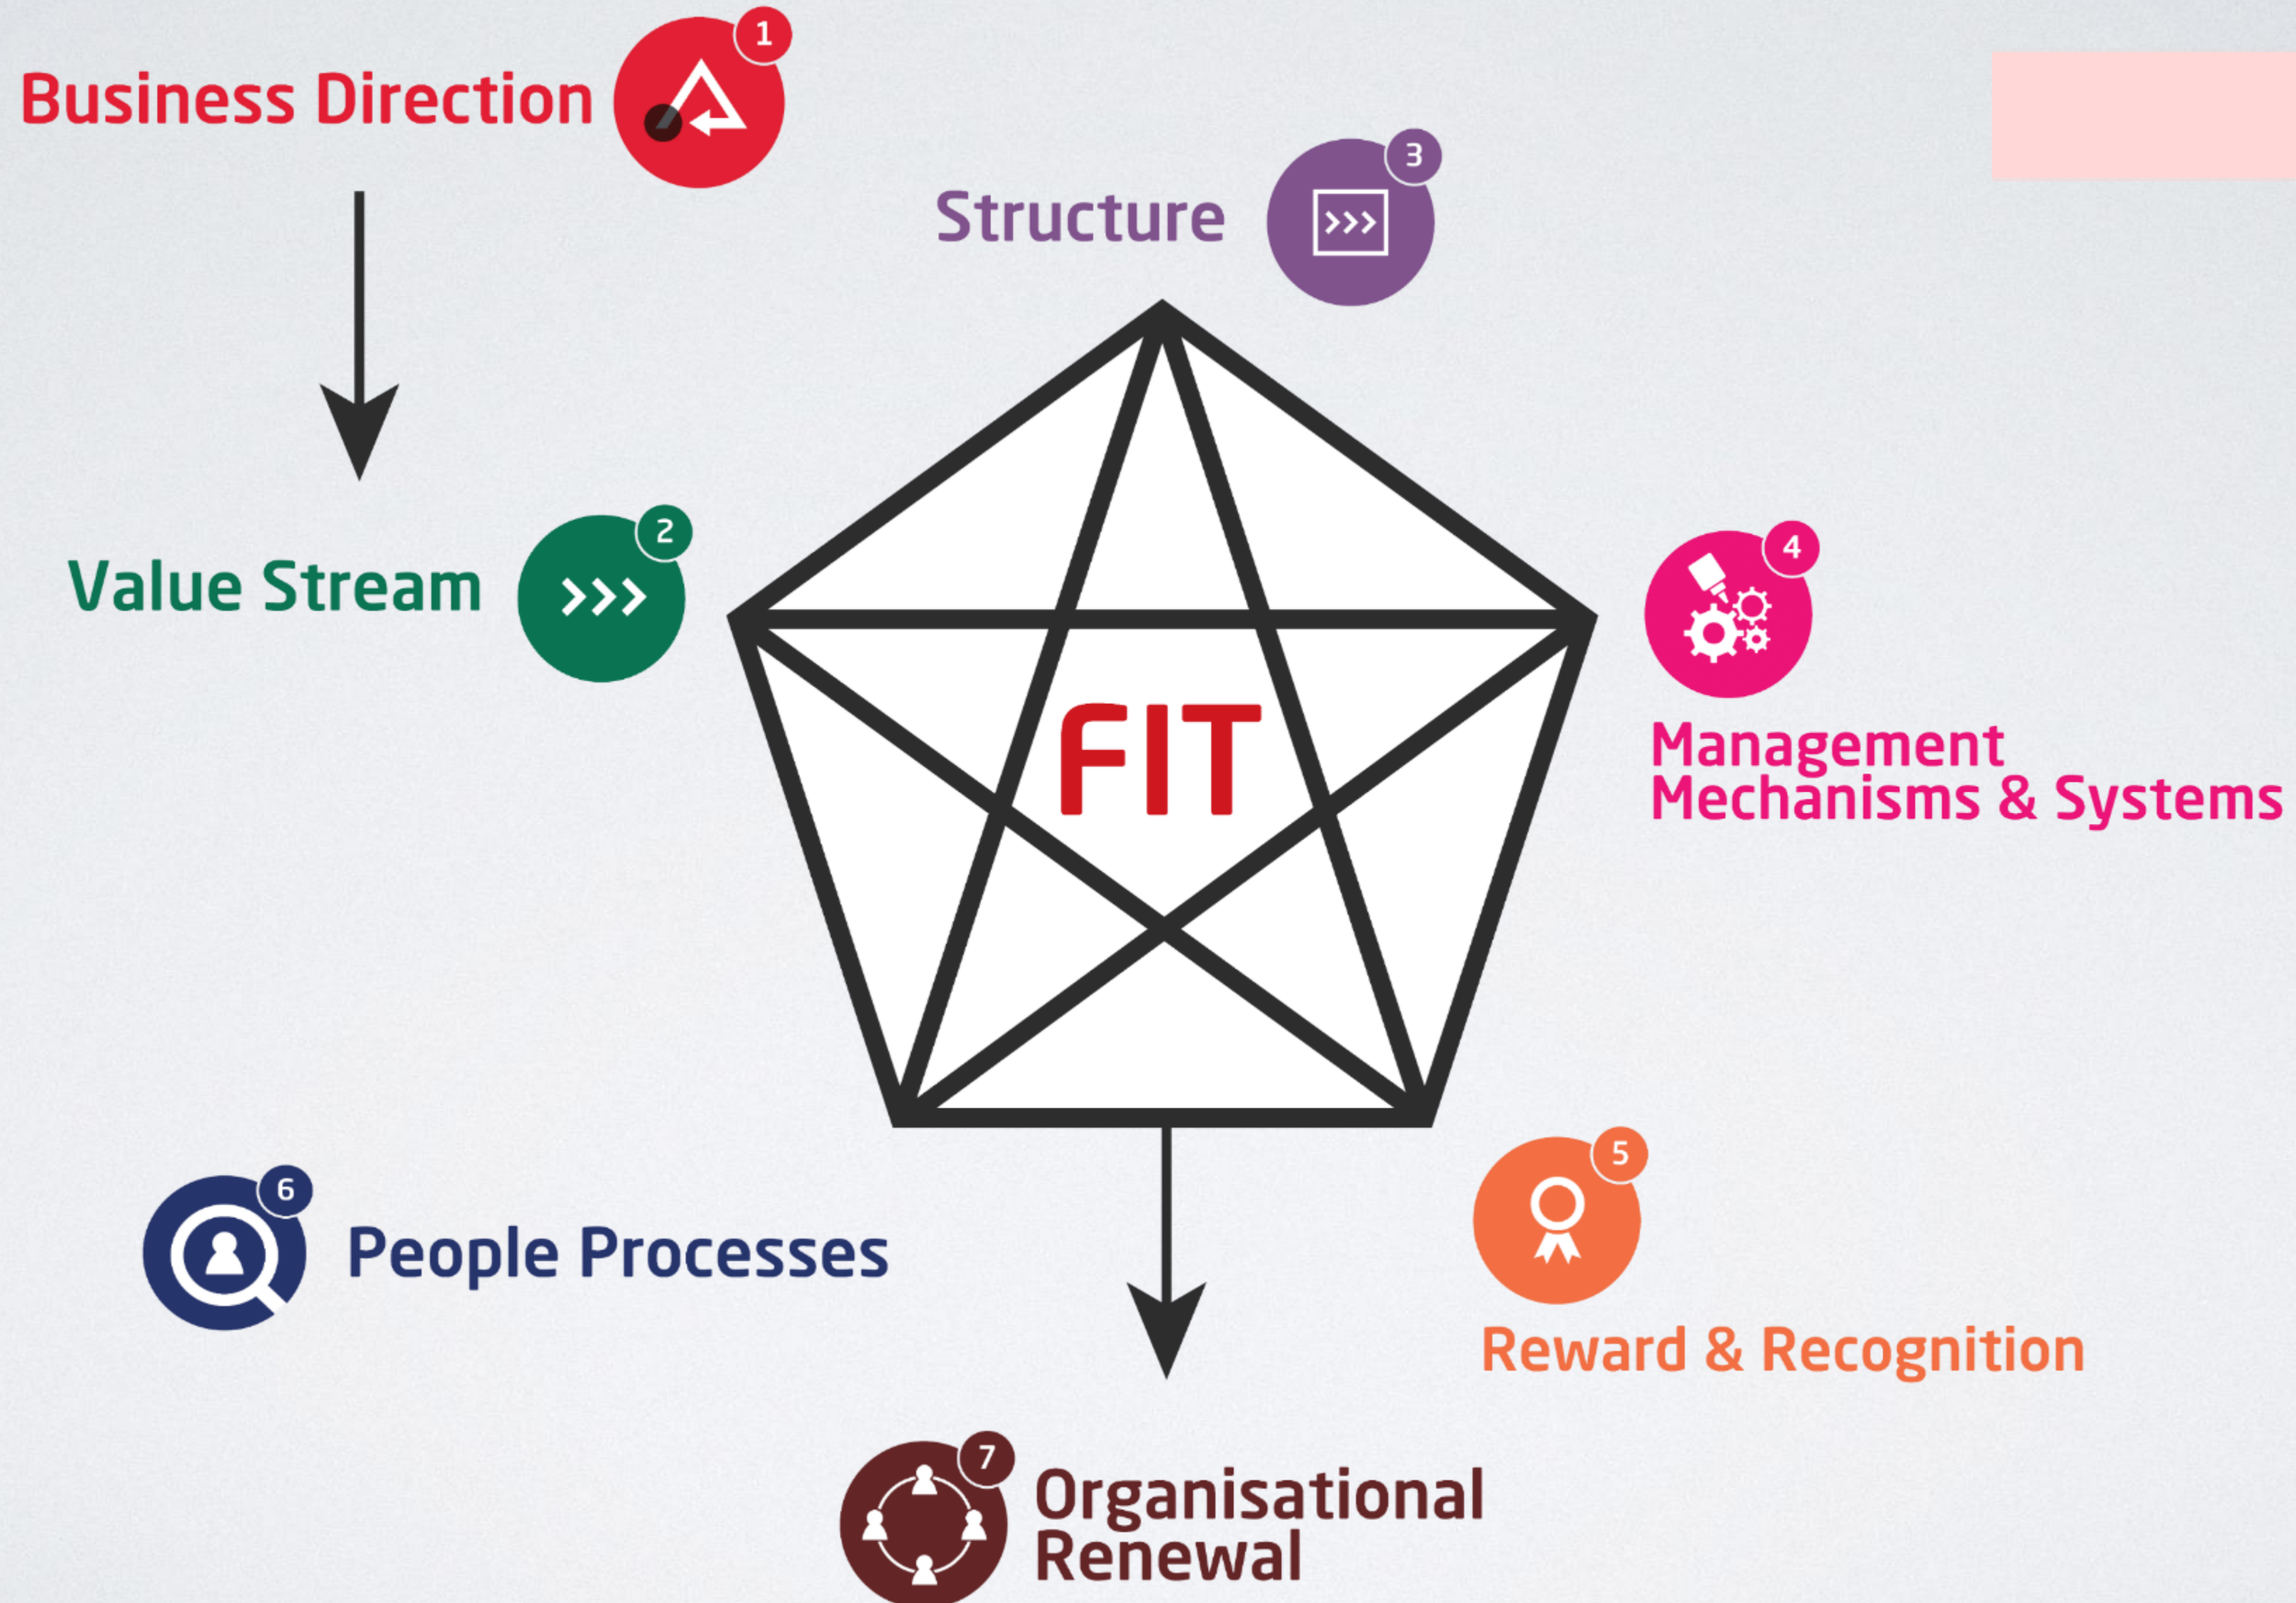 1
Business Direction
3
Structure
2
Value Stream
4
Management
Mechanisms & Systems
FIT
5
Reward & Recognition
6
People Processes
7
Organisational
Renewal